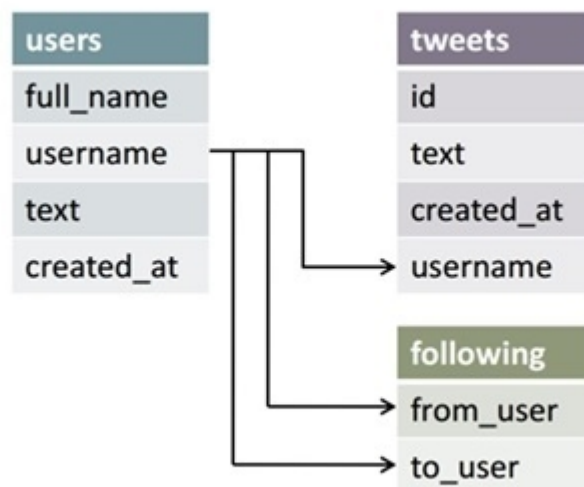 users
full_name
username
text
created_at
tweets
id
text
created_at
username
following
from_user
to_user